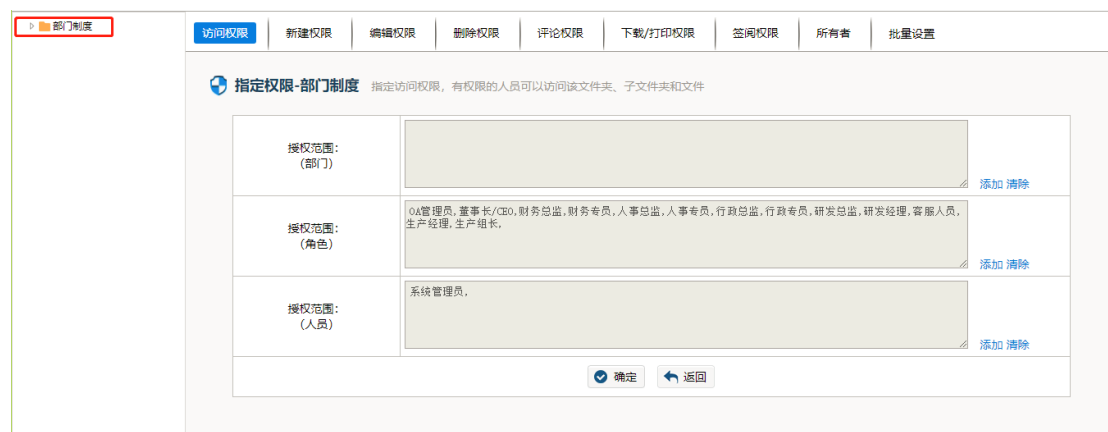 部门制度
访问权限 新建权限 编辑权限 删除权限 评论权限 下载/打印权限 签阅权限 所有者 批量设置
指定权限-部门制度 指定访问权限，有权限的人员可以访问该文件夹、子文件夹和文件
授权范围：
（部门）
添加 清除
OA管理员,董事长/CEO,财务总监,财务专员,人事总监,人事专员,行政总监,行政专员,研发总监,研发经理,客服人员,
生产经理,生产组长,
授权范围：
（角色）
添加 清除
系统管理员,
授权范围：
（人员）
添加 清除
确定 返回